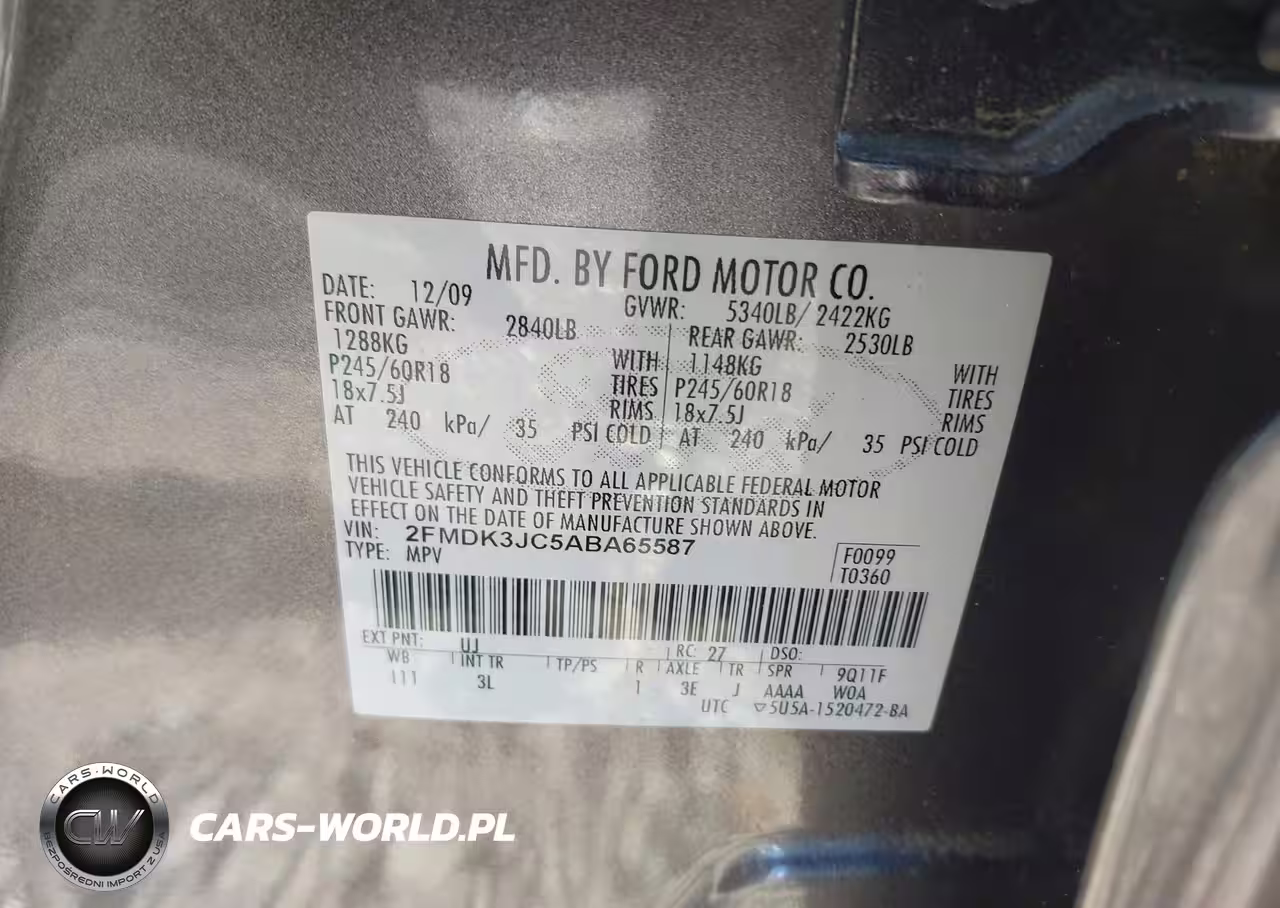 MFD. BY FORD MOTOR CO.
DATE: 12/09 GVWR: 5340LB/ 2422KG
FRONT GAWR: 2840LB REAR GAWR: 2530LB
1288KG WITH 1148KG WITH
P245/60R18 TIRES P245/60R18 TIRES
18x7.5J RIMS 18x7.5J RIMS
AT 240 kPa/ 35 PSI COLD AT 240 kPa/ 35 PSI COLD
THIS VEHICLE CONFORMS TO ALL APPLICABLE FEDERAL MOTOR
VEHICLE SAFETY AND THEFT PREVENTION STANDARDS IN
EFFECT ON THE DATE OF MANUFACTURE SHOWN ABOVE.
VIN: 2FMDK3JC5ABA65587
TYPE: MPV
F0099
T0360
EXT PNT: UJ RC: 27 DSO:
WB INT TR TP/PS R AXLE TR SPR 9Q11F
111 3L 1 3E J AAAA W0A
UTC ▽5U5A-1520472-BA
CARS-WORLD
CW
BEZPOŚREDNI IMPORT Z USA
CARS-WORLD.PL